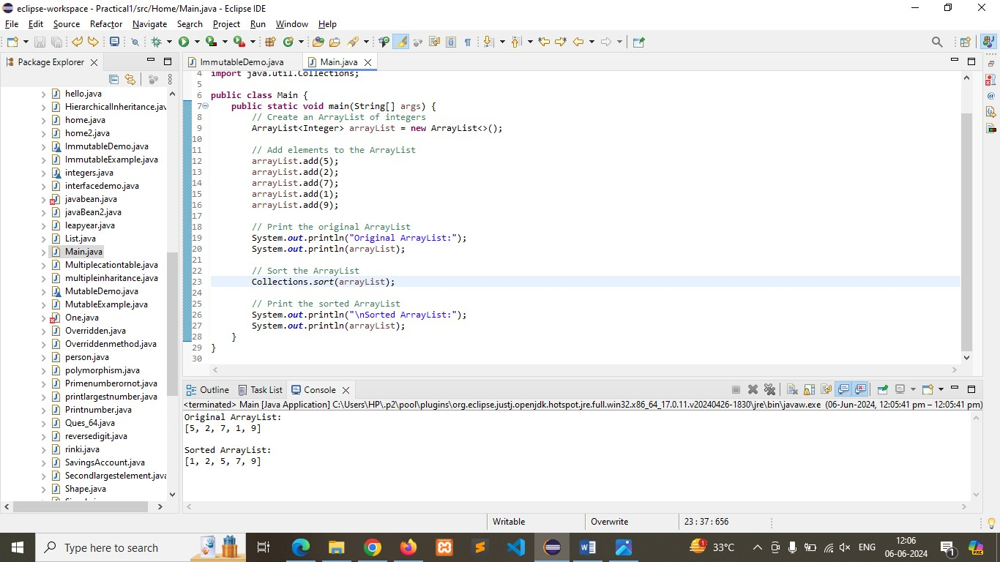 eclipse-workspace - Practical1/src/Home/Main.java - Eclipse IDE
File Edit Source Refactor Navigate Search Project Run Window Help
Package Explorer
hello.java
HierarchicalInheritance.jav
home.java
home2.java
ImmutableDemo.java
ImmutableExample.java
integers.java
interfacedemo.java
javabean.java
javaBean2.java
leapyear.java
List.java
Main.java
Multiplecationtable.java
multipleinharitance.java
MutableDemo.java
MutableExample.java
One.java
Overridden.java
Overriddenmethod.java
person.java
polymorphism.java
Primenumberornot.java
printlargestnumber.java
Printnumber.java
Ques_64.java
reversedigit.java
rinki.java
SavingsAccount.java
Secondlargestelement.java
Shape.java
ImmutableDemo.java Main.java
4 import java.util.Collections;
5
6 public class Main {
7 public static void main(String[] args) {
8 // Create an ArrayList of integers
9 ArrayList<Integer> arrayList = new ArrayList<>();
10
11 // Add elements to the ArrayList
12 arrayList.add(5);
13 arrayList.add(2);
14 arrayList.add(7);
15 arrayList.add(1);
16 arrayList.add(9);
17
18 // Print the original ArrayList
19 System.out.println("Original ArrayList:");
20 System.out.println(arrayList);
21
22 // Sort the ArrayList
23 Collections.sort(arrayList);
24
25 // Print the sorted ArrayList
26 System.out.println("\nSorted ArrayList:");
27 System.out.println(arrayList);
28 }
29 }
30
Outline Task List Console
<terminated> Main [Java Application] C:\Users\HP\.p2\pool\plugins\org.eclipse.justj.openjdk.hotspot.jre.full.win32.x86_64_17.0.11.v20240426-1830\jre\bin\javaw.exe (06-Jun-2024, 12:05:41 pm – 12:05:41 pm)
Original ArrayList:
[5, 2, 7, 1, 9]
Sorted ArrayList:
[1, 2, 5, 7, 9]
Writable Overwrite 23 : 37 : 656
Type here to search
33°C ENG 12:06
06-06-2024